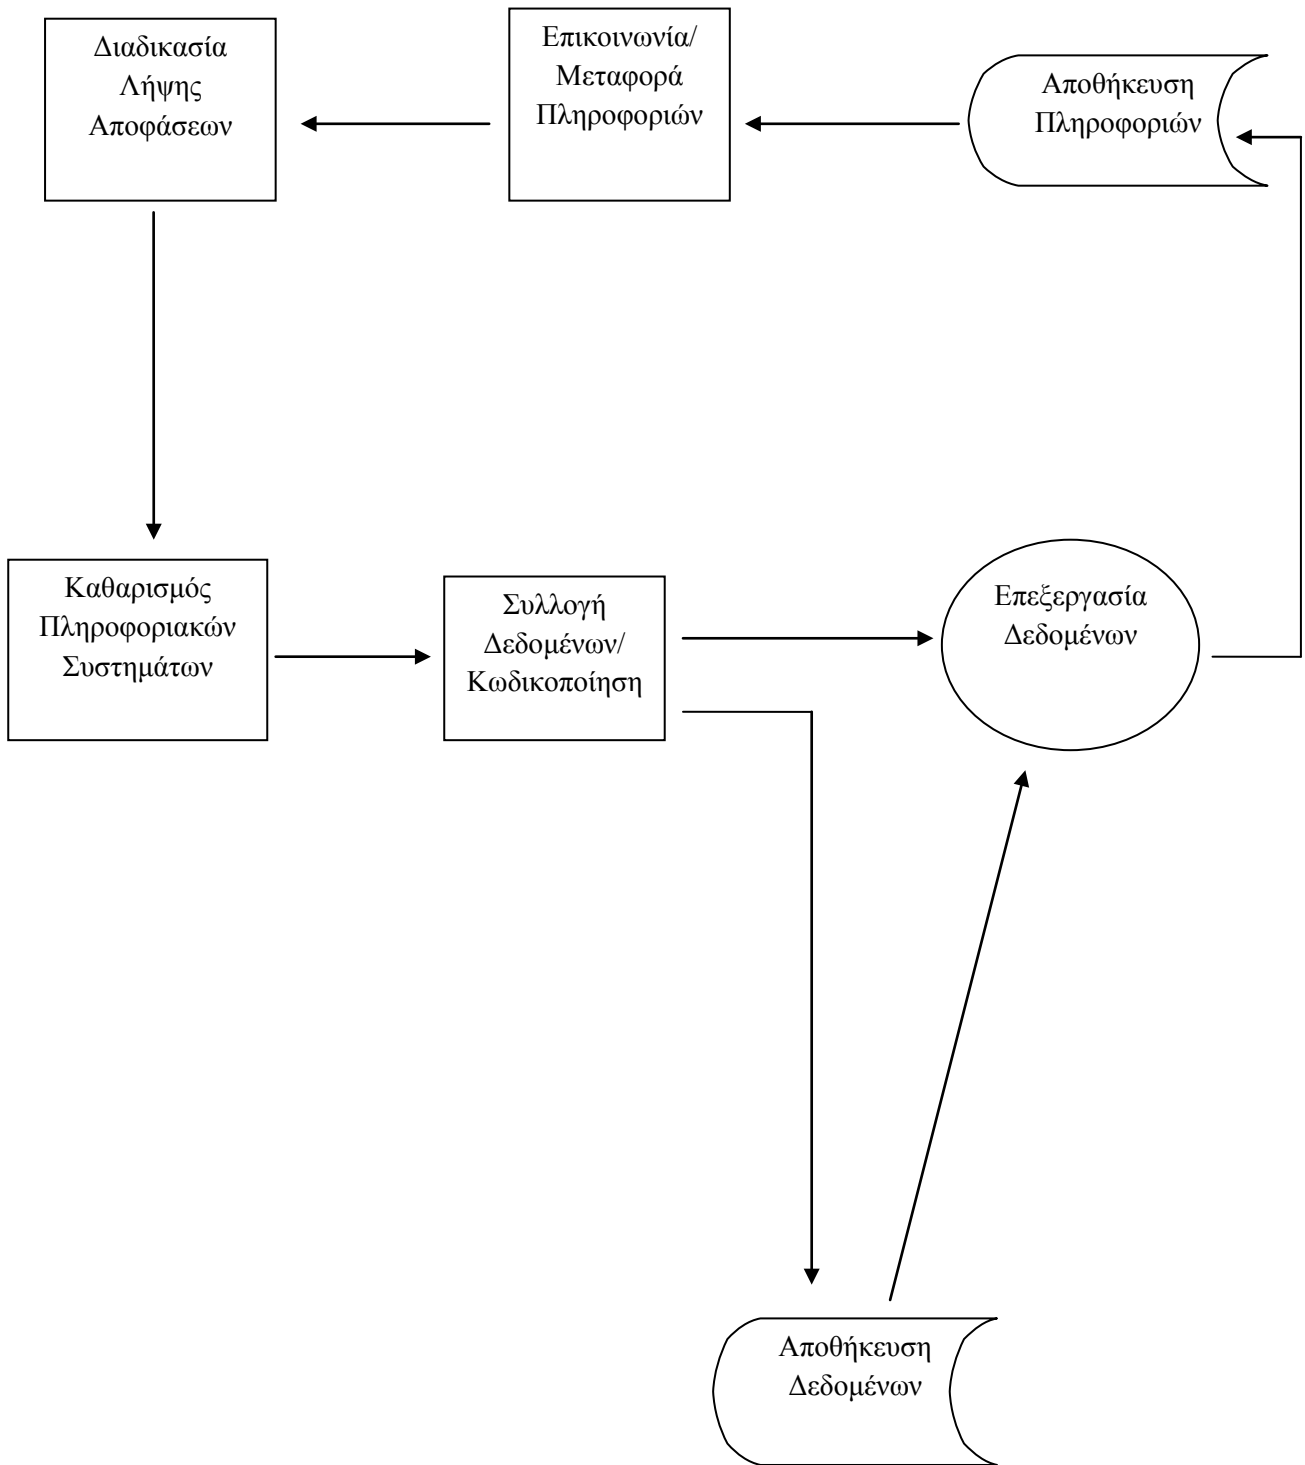 Διαδικασία
Λήψης
Αποφάσεων
Επικοινωνία/
Μεταφορά
Πληροφοριών
Αποθήκευση
Πληροφοριών
Καθαρισμός
Πληροφοριακών
Συστημάτων
Συλλογή
Δεδομένων/
Κωδικοποίηση
Επεξεργασία
Δεδομένων
Αποθήκευση
Δεδομένων